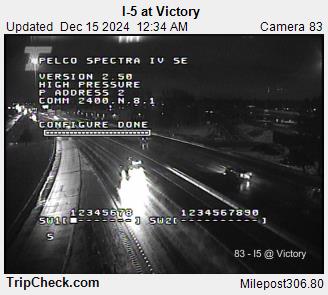 I-5 at Victory
Updated Dec 15 2024 12:34 AM Camera 83
PELCO SPECTRA IV SE
VERSION 2.50
HIGH PRESSURE
P ADDRESS 2
COMM 2400.N.8.1
CONFIGURE DONE
12345678 1234567890
SW1[■-------] SW2[----------]
S
83 - I5 @ Victory
TripCheck.com Milepost306.80